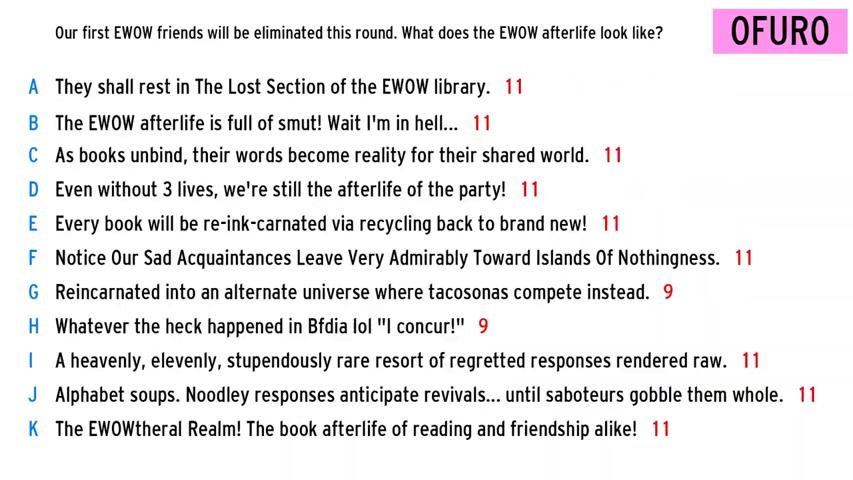 Our first EWOW friends will be eliminated this round. What does the EWOW afterlife look like?
OFURO
A They shall rest in The Lost Section of the EWOW library. 11
B The EWOW afterlife is full of smut! Wait I'm in hell... 11
C As books unbind, their words become reality for their shared world. 11
D Even without 3 lives, we're still the afterlife of the party! 11
E Every book will be re-ink-carnated via recycling back to brand new! 11
F Notice Our Sad Acquaintances Leave Very Admirably Toward Islands Of Nothingness. 11
G Reincarnated into an alternate universe where tacosonas compete instead. 9
H Whatever the heck happened in Bfdia lol "I concur!" 9
I A heavenly, elevenly, stupendously rare resort of regretted responses rendered raw. 11
J Alphabet soups. Noodley responses anticipate revivals... until saboteurs gobble them whole. 11
K The EWOWtheral Realm! The book afterlife of reading and friendship alike! 11